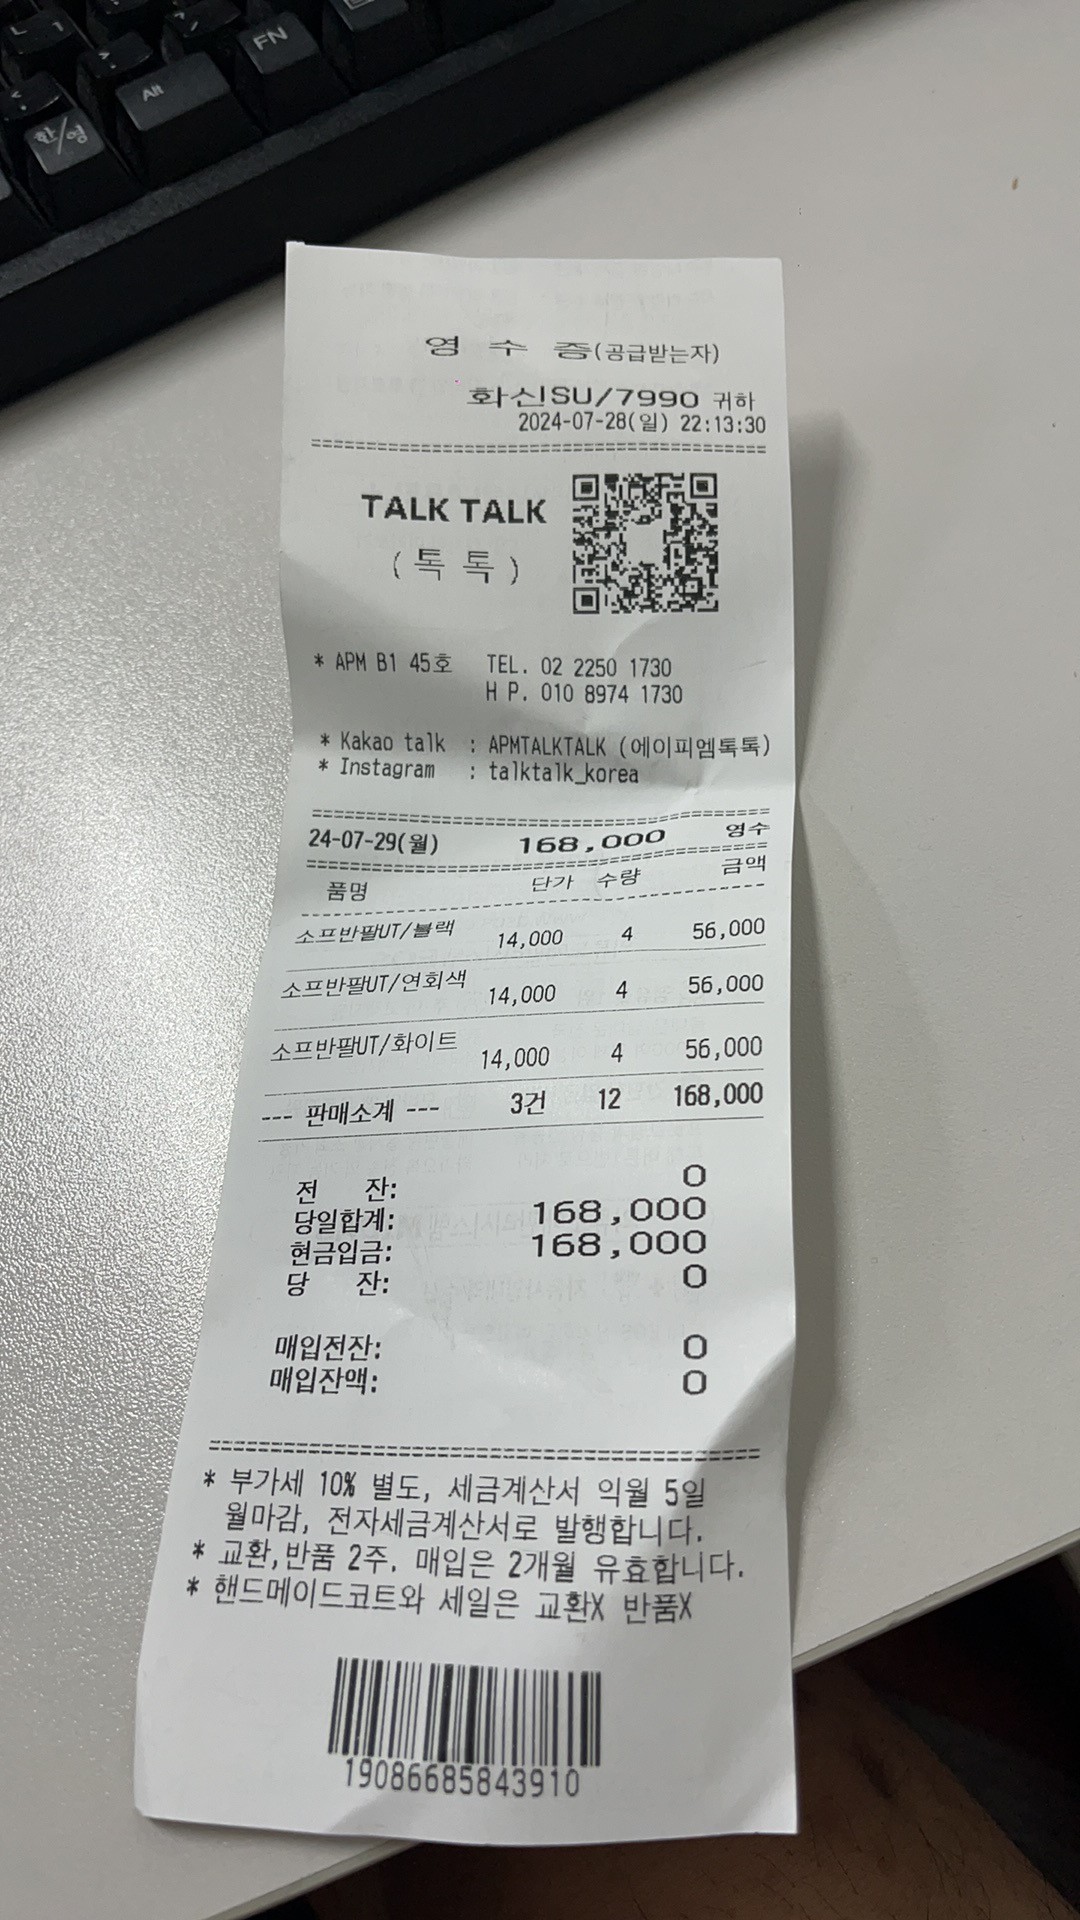 FN
Alt
한/영
영 수 증(공급받는자)
화신SU/7990 귀하
2024-07-28(일) 22:13:30
TALK TALK
(톡톡)
* APM B1 45호 TEL. 02 2250 1730
H P. 010 8974 1730
* Kakao talk : APMTALKTALK (에이피엠톡톡)
* Instagram : talktalk_korea
24-07-29(월) 168,000 영수
품명 단가 수량 금액
소프반팔UT/블랙 14,000 4 56,000
소프반팔UT/연회색 14,000 4 56,000
소프반팔UT/화이트 14,000 4 56,000
--- 판매소계 --- 3건 12 168,000
전 잔: 0
당일합계: 168,000
현금입금: 168,000
당 잔: 0
매입전잔: 0
매입잔액: 0
* 부가세 10% 별도, 세금계산서 익월 5일
월마감, 전자세금계산서로 발행합니다.
* 교환,반품 2주. 매입은 2개월 유효합니다.
* 핸드메이드코트와 세일은 교환X 반품X
19086685843910